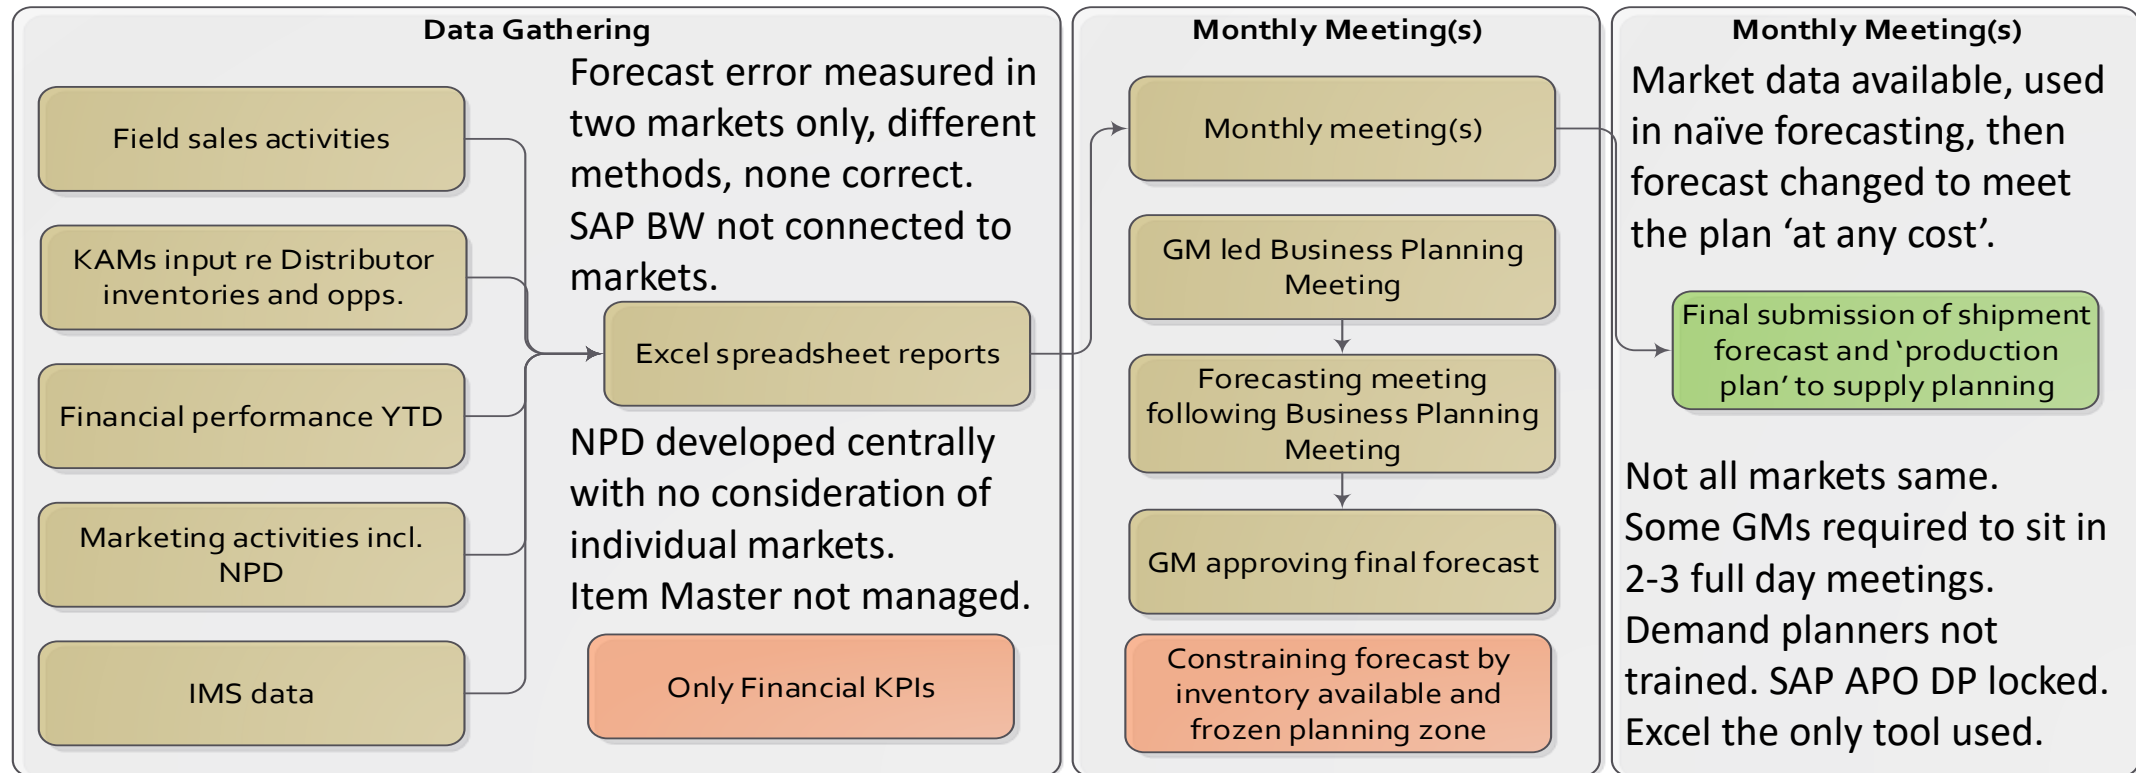 Data Gathering
Field sales activities
KAMs input re Distributor
inventories and opps.
Financial performance YTD
Marketing activities incl.
NPD
IMS data
Forecast error measured in
two markets only, different
methods, none correct.
SAP BW not connected to
markets.
Excel spreadsheet reports
NPD developed centrally
with no consideration of
individual markets.
Item Master not managed.
Only Financial KPIs
Monthly Meeting(s)
Monthly meeting(s)
GM led Business Planning
Meeting
Forecasting meeting
following Business Planning
Meeting
GM approving final forecast
Constraining forecast by
inventory available and
frozen planning zone
Monthly Meeting(s)
Market data available, used
in naïve forecasting, then
forecast changed to meet
the plan ‘at any cost’.
Final submission of shipment
forecast and ‘production
plan’ to supply planning
Not all markets same.
Some GMs required to sit in
2-3 full day meetings.
Demand planners not
trained. SAP APO DP locked.
Excel the only tool used.